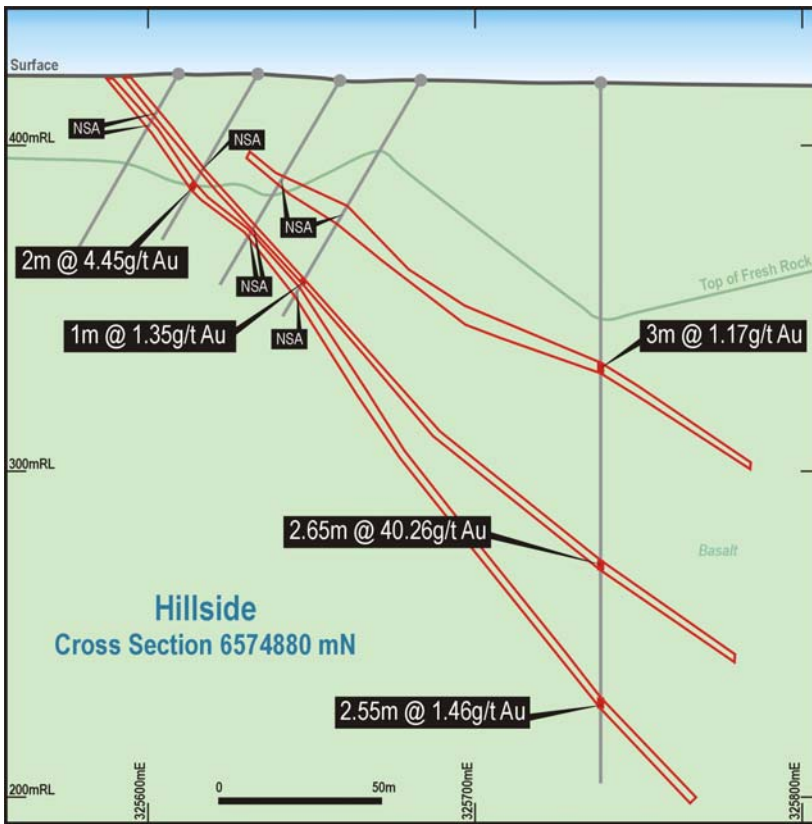 Surface
NSA
400mRL
NSA
NSA
2m @ 4.45g/t Au
NSA
Top of Fresh Rock
1m @ 1.35g/t Au
NSA
3m @ 1.17g/t Au
300mRL
2.65m @ 40.26g/t Au
Basalt
Hillside
Cross Section 6574880 mN
2.55m @ 1.46g/t Au
200mRL
325600mE
0
50m
325700mE
325800mE